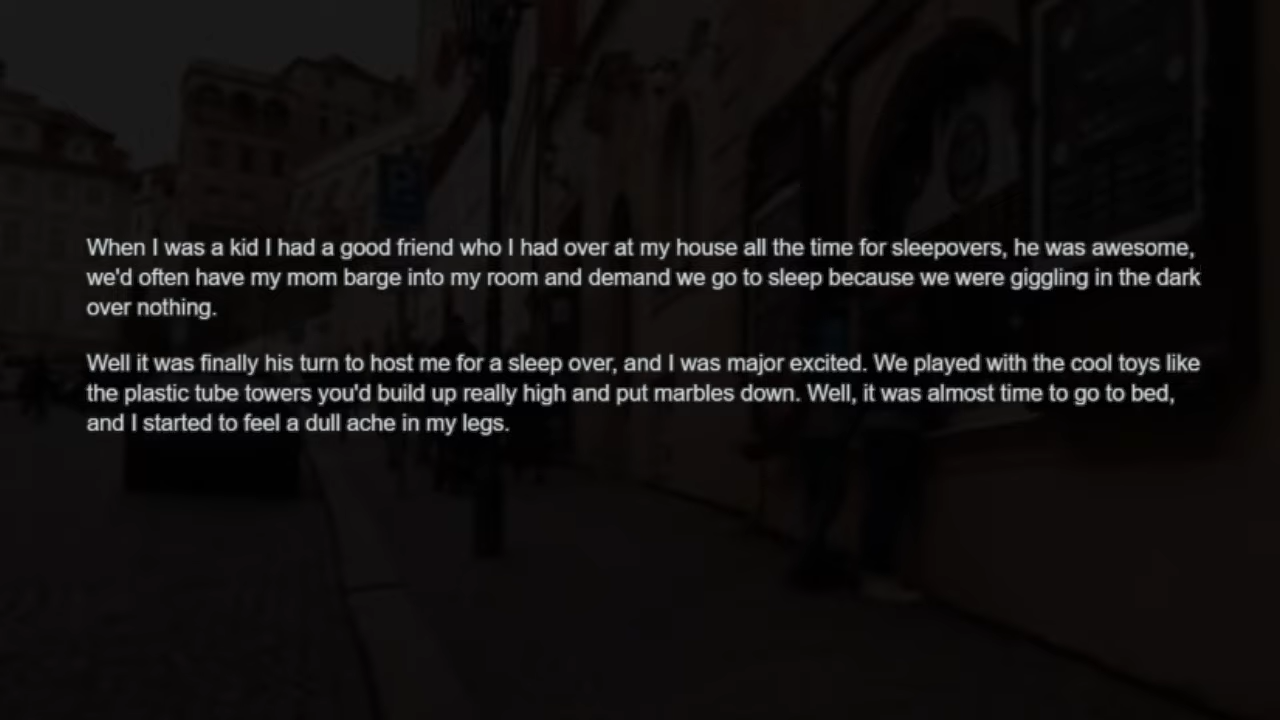 When I was a kid I had a good friend who I had over at my house all the time for sleepovers, he was awesome,
we'd often have my mom barge into my room and demand we go to sleep because we were giggling in the dark
over nothing.
Well it was finally his turn to host me for a sleep over, and I was major excited. We played with the cool toys like
the plastic tube towers you'd build up really high and put marbles down. Well, it was almost time to go to bed,
and I started to feel a dull ache in my legs.